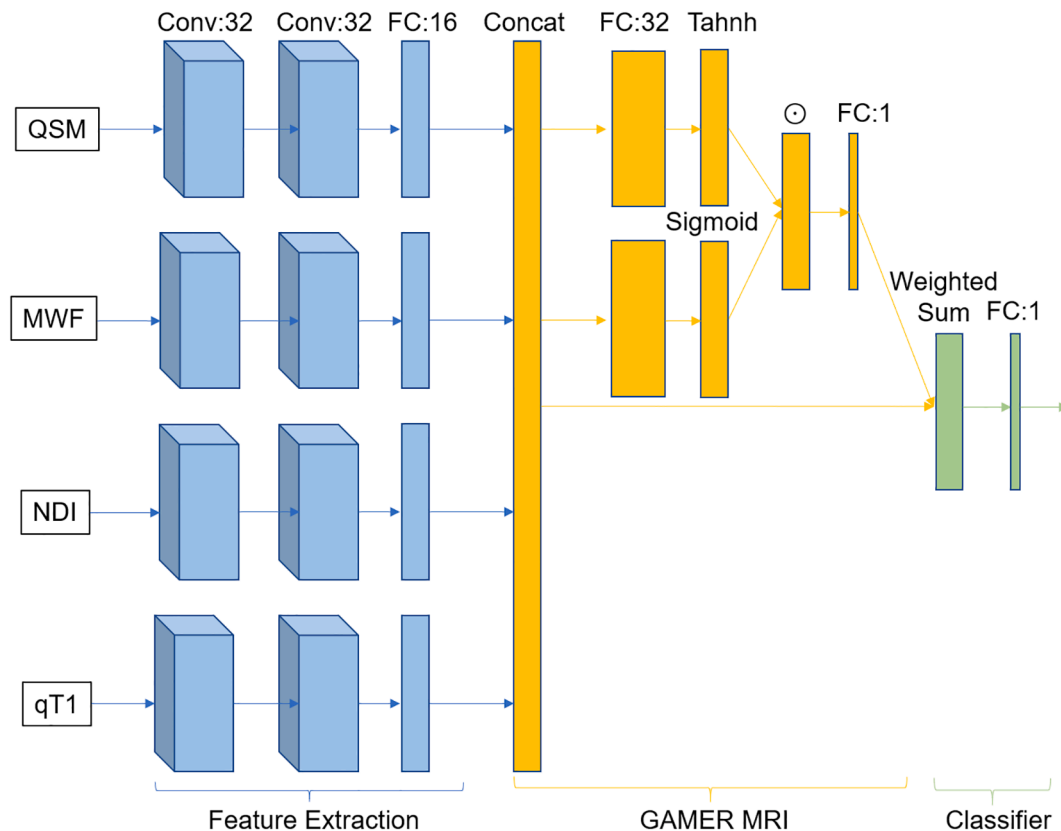 Conv:32 Conv:32 FC:16 Concat FC:32 Tahnh
⊙ FC:1
QSM
Sigmoid
Weighted
Sum FC:1
MWF
NDI
qT1
Feature Extraction GAMER MRI Classifier